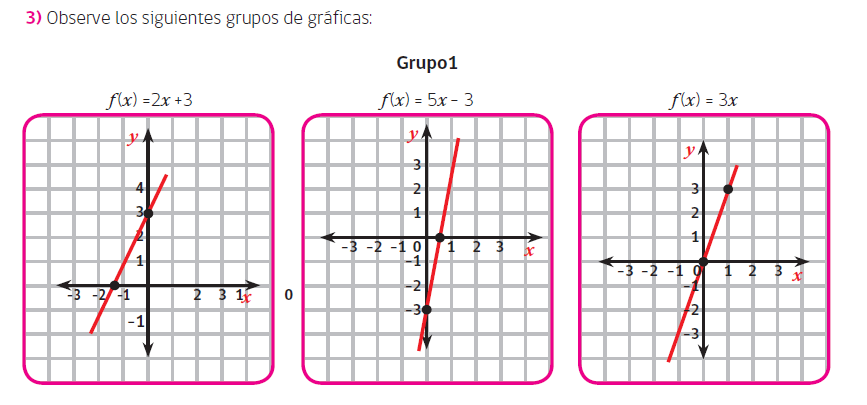 3) Observe los siguientes grupos de gráficas:
Grupo1
f(x) =2x +3
f(x) = 5x - 3
f(x) = 3x
y
4
3
2
1
-3 -2 -1 2 3 1x
-1
0
y
3
2
1
-3 -2 -1 0 1 2 3 x
-1
-2
-3
y
3
2
1
-3 -2 -1 0 1 2 3 x
-1
-2
-3